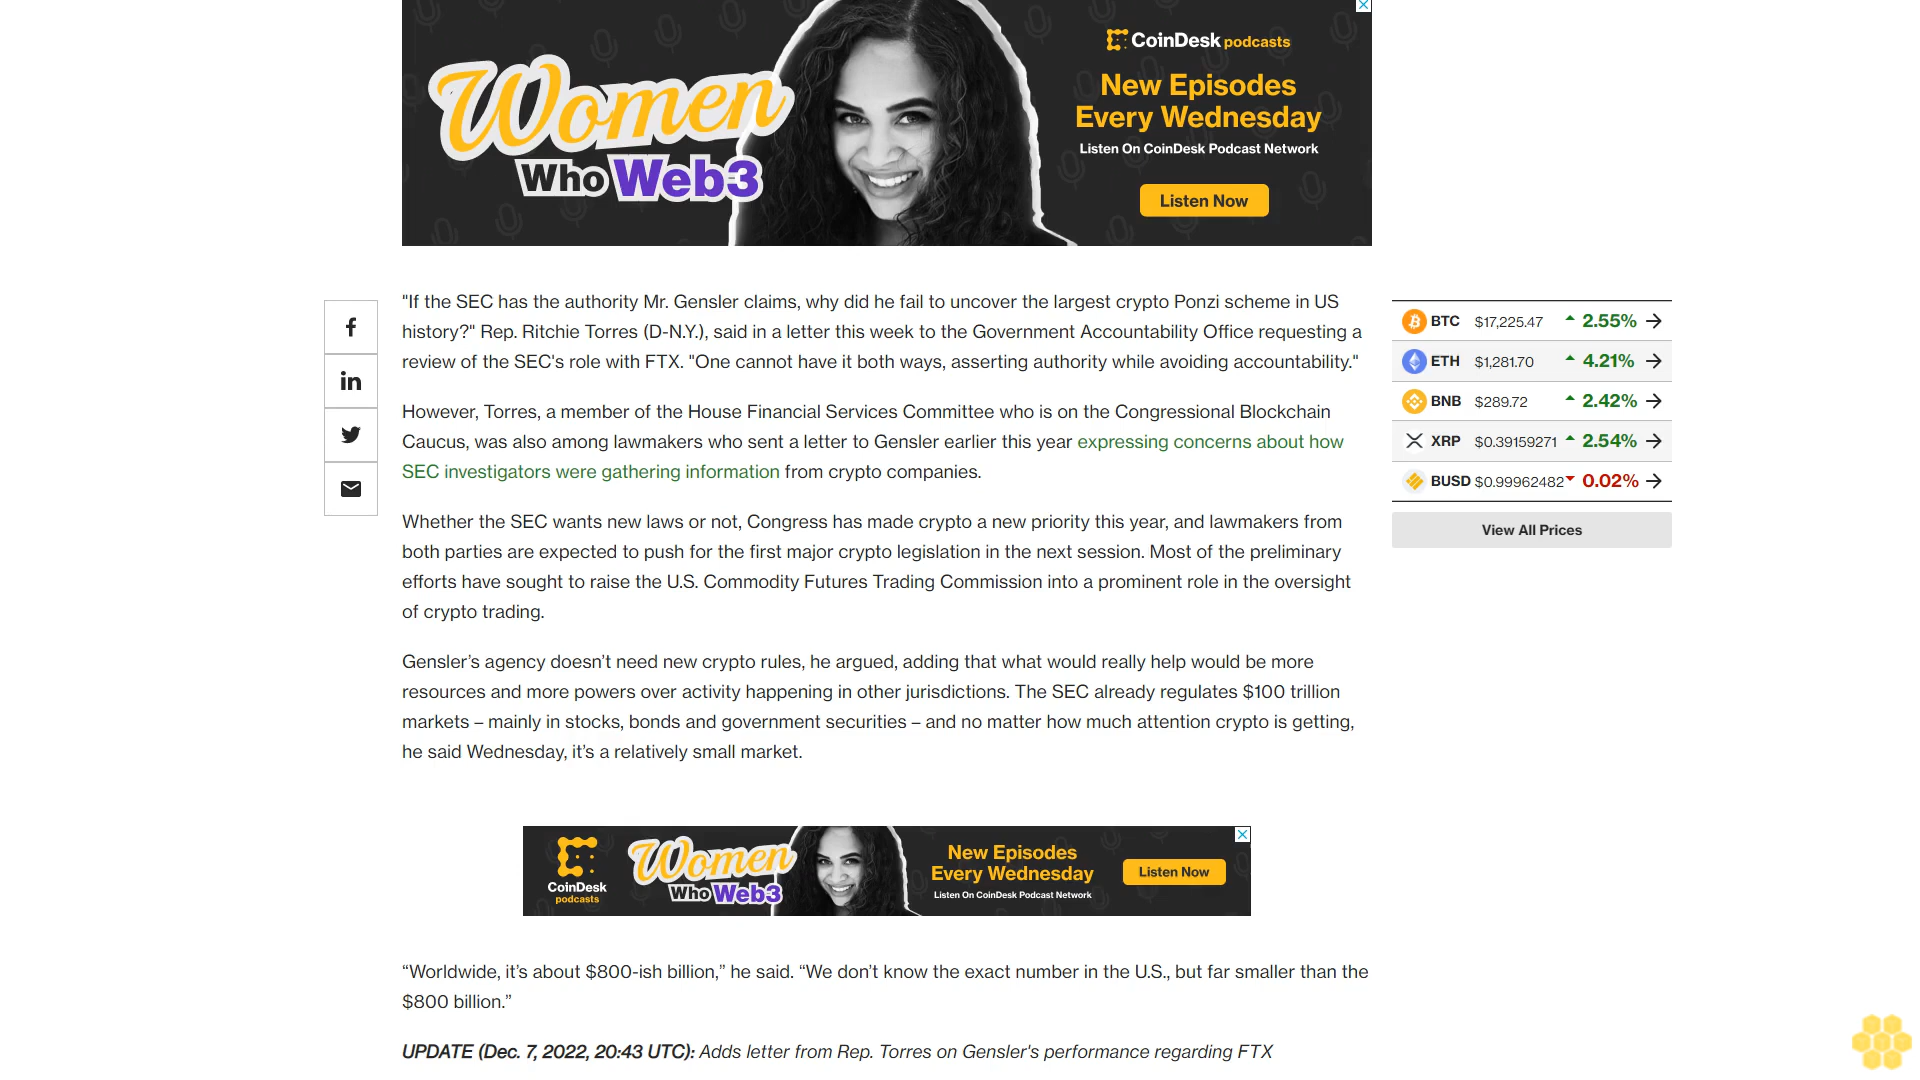 Women
Who Web3
CoinDesk podcasts
New Episodes
Every Wednesday
Listen On CoinDesk Podcast Network
Listen Now
"If the SEC has the authority Mr. Gensler claims, why did he fail to uncover the largest crypto Ponzi scheme in US
history?" Rep. Ritchie Torres (D-N.Y.), said in a letter this week to the Government Accountability Office requesting a
review of the SEC's role with FTX. "One cannot have it both ways, asserting authority while avoiding accountability."
However, Torres, a member of the House Financial Services Committee who is on the Congressional Blockchain
Caucus, was also among lawmakers who sent a letter to Gensler earlier this year expressing concerns about how
SEC investigators were gathering information from crypto companies.
Whether the SEC wants new laws or not, Congress has made crypto a new priority this year, and lawmakers from
both parties are expected to push for the first major crypto legislation in the next session. Most of the preliminary
efforts have sought to raise the U.S. Commodity Futures Trading Commission into a prominent role in the oversight
of crypto trading.
Gensler’s agency doesn’t need new crypto rules, he argued, adding that what would really help would be more
resources and more powers over activity happening in other jurisdictions. The SEC already regulates $100 trillion
markets – mainly in stocks, bonds and government securities – and no matter how much attention crypto is getting,
he said Wednesday, it’s a relatively small market.
CoinDesk
podcasts
Women
Who Web3
New Episodes
Every Wednesday
Listen On CoinDesk Podcast Network
Listen Now
“Worldwide, it’s about $800-ish billion,” he said. “We don’t know the exact number in the U.S., but far smaller than the
$800 billion.”
UPDATE (Dec. 7, 2022, 20:43 UTC): Adds letter from Rep. Torres on Gensler's performance regarding FTX
BTC $17,225.47 2.55%
ETH $1,281.70 4.21%
BNB $289.72 2.42%
XRP $0.39159271 2.54%
BUSD $0.99962482 0.02%
View All Prices